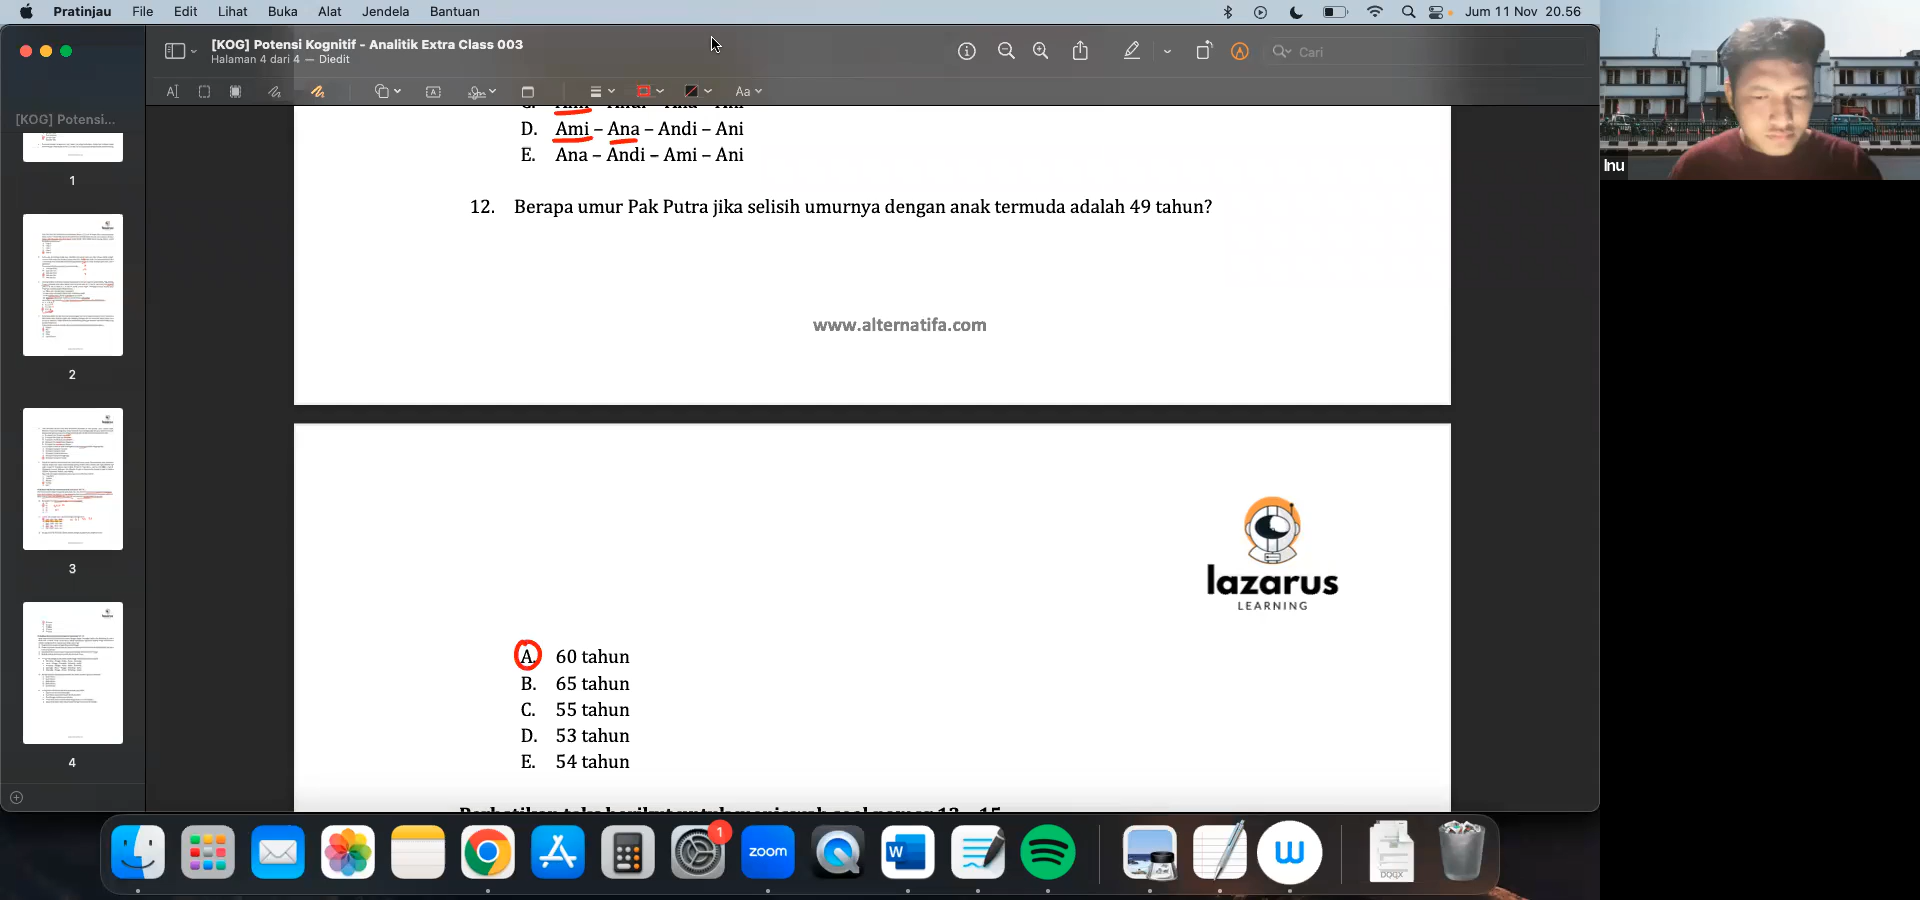 Pratinjau File Edit Lihat Buka Alat Jendela Bantuan
Jum 11 Nov 20.56
[KOG] Potensi Kognitif - Analitik Extra Class 003
Halaman 4 dari 4 — Diedit
Cari
[KOG] Potensi...
1
2
3
4
D. Ami – Ana – Andi – Ani
E. Ana – Andi – Ami – Ani
12. Berapa umur Pak Putra jika selisih umurnya dengan anak termuda adalah 49 tahun?
www.alternatifa.com
lazarus
LEARNING
A. 60 tahun
B. 65 tahun
C. 55 tahun
D. 53 tahun
E. 54 tahun
Inu
1
zoom
W
DOCX